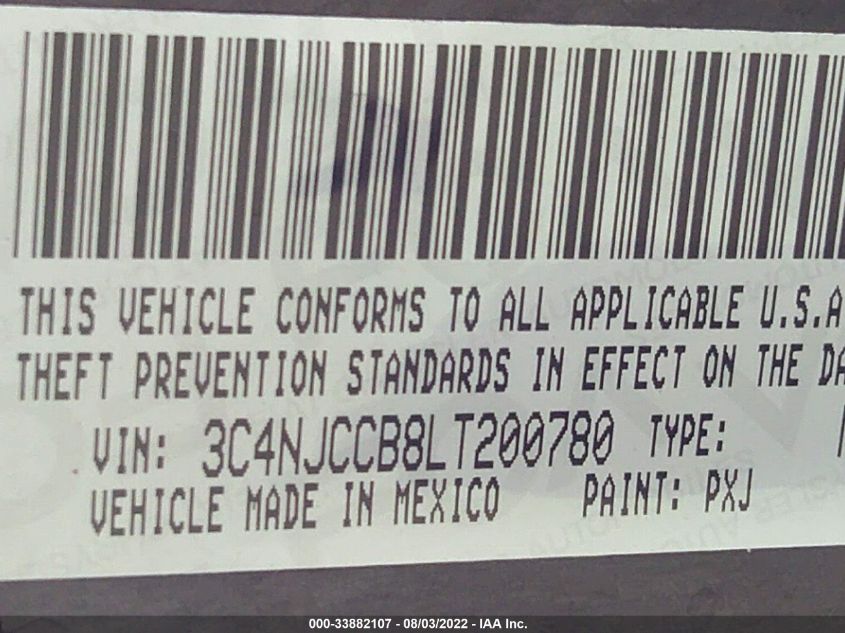 THIS VEHICLE CONFORMS TO ALL APPLICABLE U.S.A
THEFT PREVENTION STANDARDS IN EFFECT ON THE DA
VIN: 3C4NJCCB8LT200780 TYPE:
VEHICLE MADE IN MEXICO PAINT: PXJ
000-33882107 - 08/03/2022 - IAA Inc.